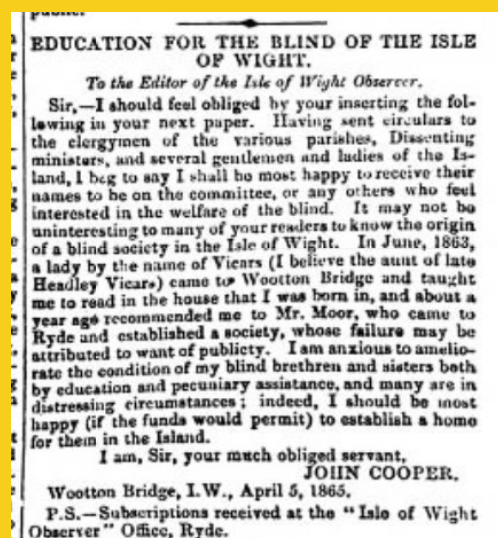 EDUCATION FOR THE BLIND OF THE ISLE
OF WIGHT.
To the Editor of the Isle of Wight Observer.
Sir,—I should feel obliged by your inserting the fol-
lowing in your next paper. Having sent circulars to
the clergymen of the various parishes, Dissenting
ministers, and several gentlemen and ladies of the Is-
land, I beg to say I shall be most happy to receive their
names to be on the committee, or any others who feel
interested in the welfare of the blind. It may not be
uninteresting to many of your readers to know the origin
of a blind society in the Isle of Wight. In June, 1863,
a lady by the name of Vicars (I believe the aunt of late
Headley Vicars) came to Wootton Bridge and taught
me to read in the house that I was born in, and about a
year ago recommended me to Mr. Moor, who came to
Ryde and established a society, whose failure may be
attributed to want of publicty. I am anxious to amelio-
rate the condition of my blind brethren and sisters both
by education and pecuniary assistance, and many are in
distressing circumstances; indeed, I should be most
happy (if the funds would permit) to establish a home
for them in the Island.
I am, Sir, your much obliged servant,
JOHN COOPER.
Wootton Bridge, I.W., April 5, 1865.
P.S.—Subscriptions received at the "Isle of Wight
Observer" Office, Ryde.